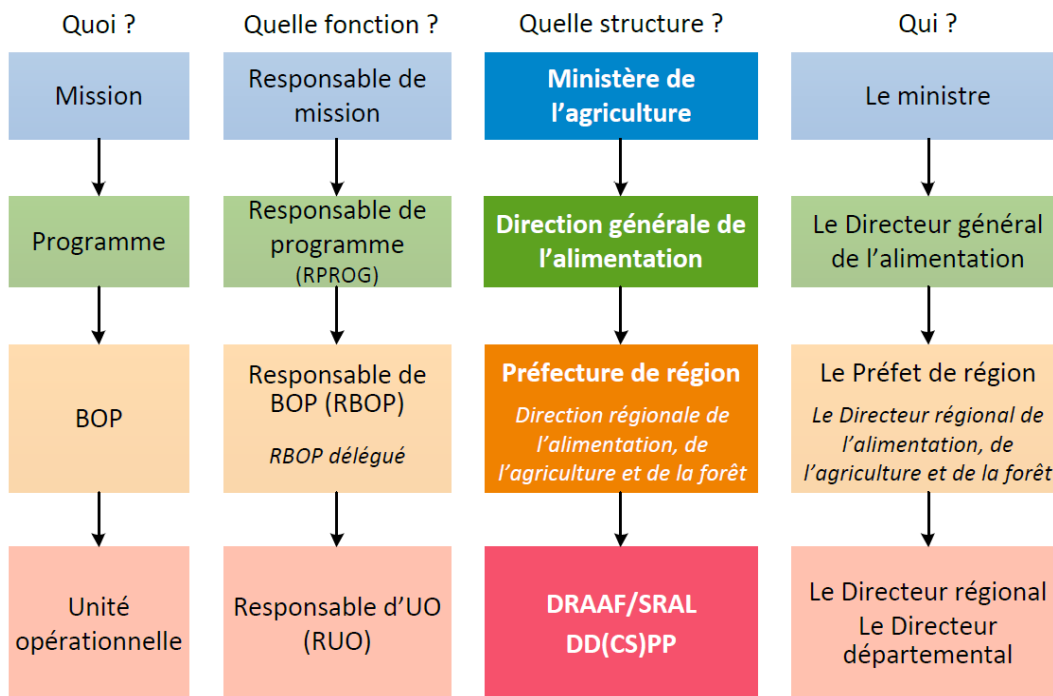 Quoi ?
Quelle fonction ?
Quelle structure ?
Qui ?
Mission
Responsable de
mission
Ministère de
l’agriculture
Le ministre
Programme
Responsable de
programme
(RPROG)
Direction générale de
l’alimentation
Le Directeur général
de l’alimentation
BOP
Responsable de
BOP (RBOP)
RBOP délégué
Préfecture de région
Direction régionale de
l’alimentation, de
l’agriculture et de la forêt
Le Préfet de région
Le Directeur régional de
l’alimentation, de
l’agriculture et de la forêt
Unité
opérationnelle
Responsable d’UO
(RUO)
DRAAF/SRAL
DD(CS)PP
Le Directeur régional
Le Directeur
départemental